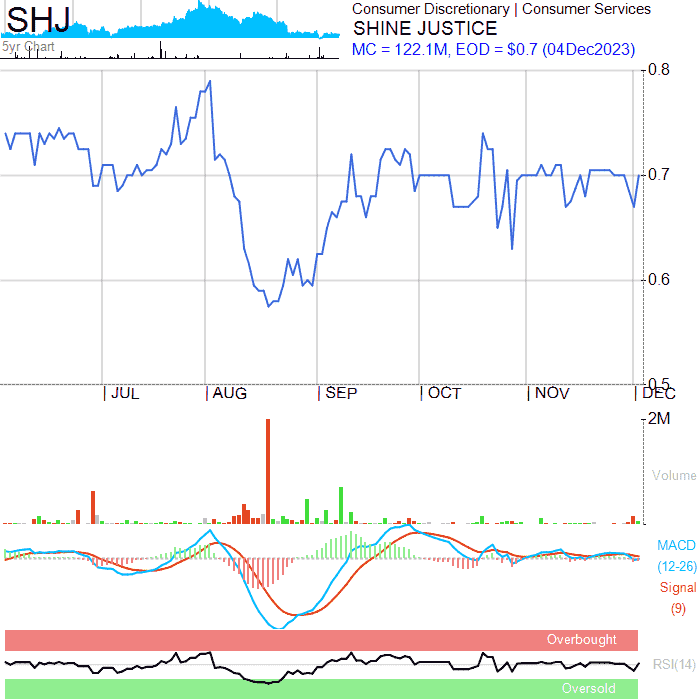 SHJ
Consumer Discretionary | Consumer Services
SHINE JUSTICE
MC = 122.1M, EOD = $0.7 (04Dec2023)
5yr Chart
0.8
0.7
0.6
0.5
JUL AUG SEP OCT NOV DEC
2M
Volume
MACD
(12-26)
Signal
(9)
Overbought
RSI(14)
Oversold